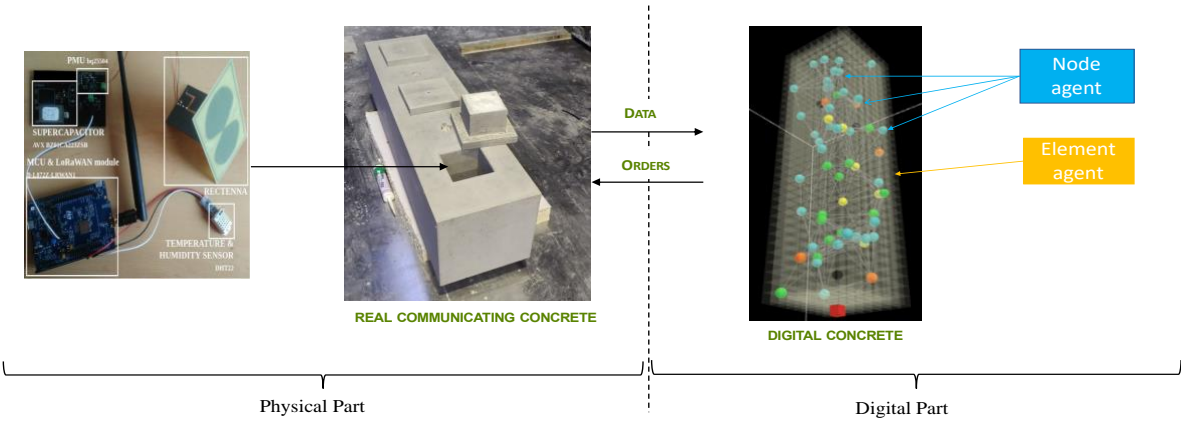 PMU bq25504
SUPERCAPACITOR
MCU & LoRaWAN module
RECTENNA
TEMPERATURE &
HUMIDITY SENSOR
DHT22
REAL COMMUNICATING CONCRETE
Physical Part
DATA
ORDERS
DIGITAL CONCRETE
Node
agent
Element
agent
Digital Part